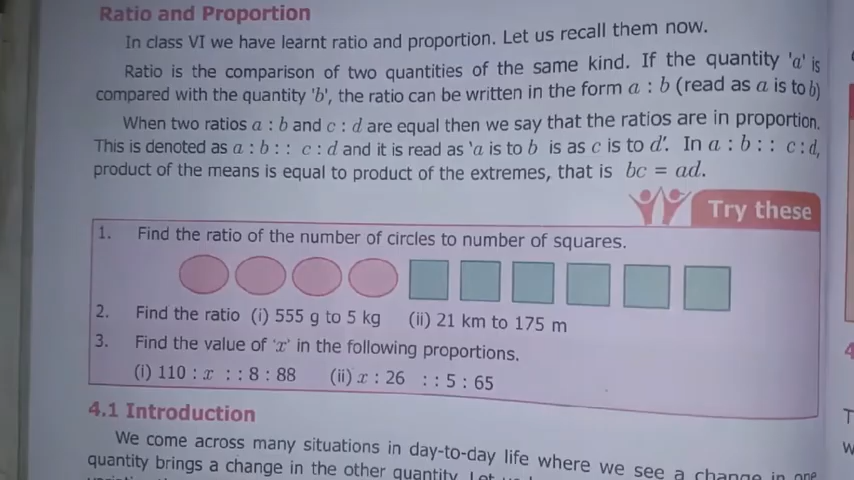 Ratio and Proportion
In class VI we have learnt ratio and proportion. Let us recall them now.
Ratio is the comparison of two quantities of the same kind. If the quantity 'a' is
compared with the quantity 'b', the ratio can be written in the form a : b (read as a is to b)
When two ratios a : b and c : d are equal then we say that the ratios are in proportion.
This is denoted as a : b : : c : d and it is read as 'a is to b is as c is to d'. In a : b : : c : d,
product of the means is equal to product of the extremes, that is bc = ad.
Try these
1. Find the ratio of the number of circles to number of squares.
2. Find the ratio (i) 555 g to 5 kg (ii) 21 km to 175 m
3. Find the value of 'x' in the following proportions.
(i) 110 : x : : 8 : 88 (ii) x : 26 : : 5 : 65
4.1 Introduction
We come across many situations in day-to-day life where we see a change in one
quantity brings a change in the other quantity.